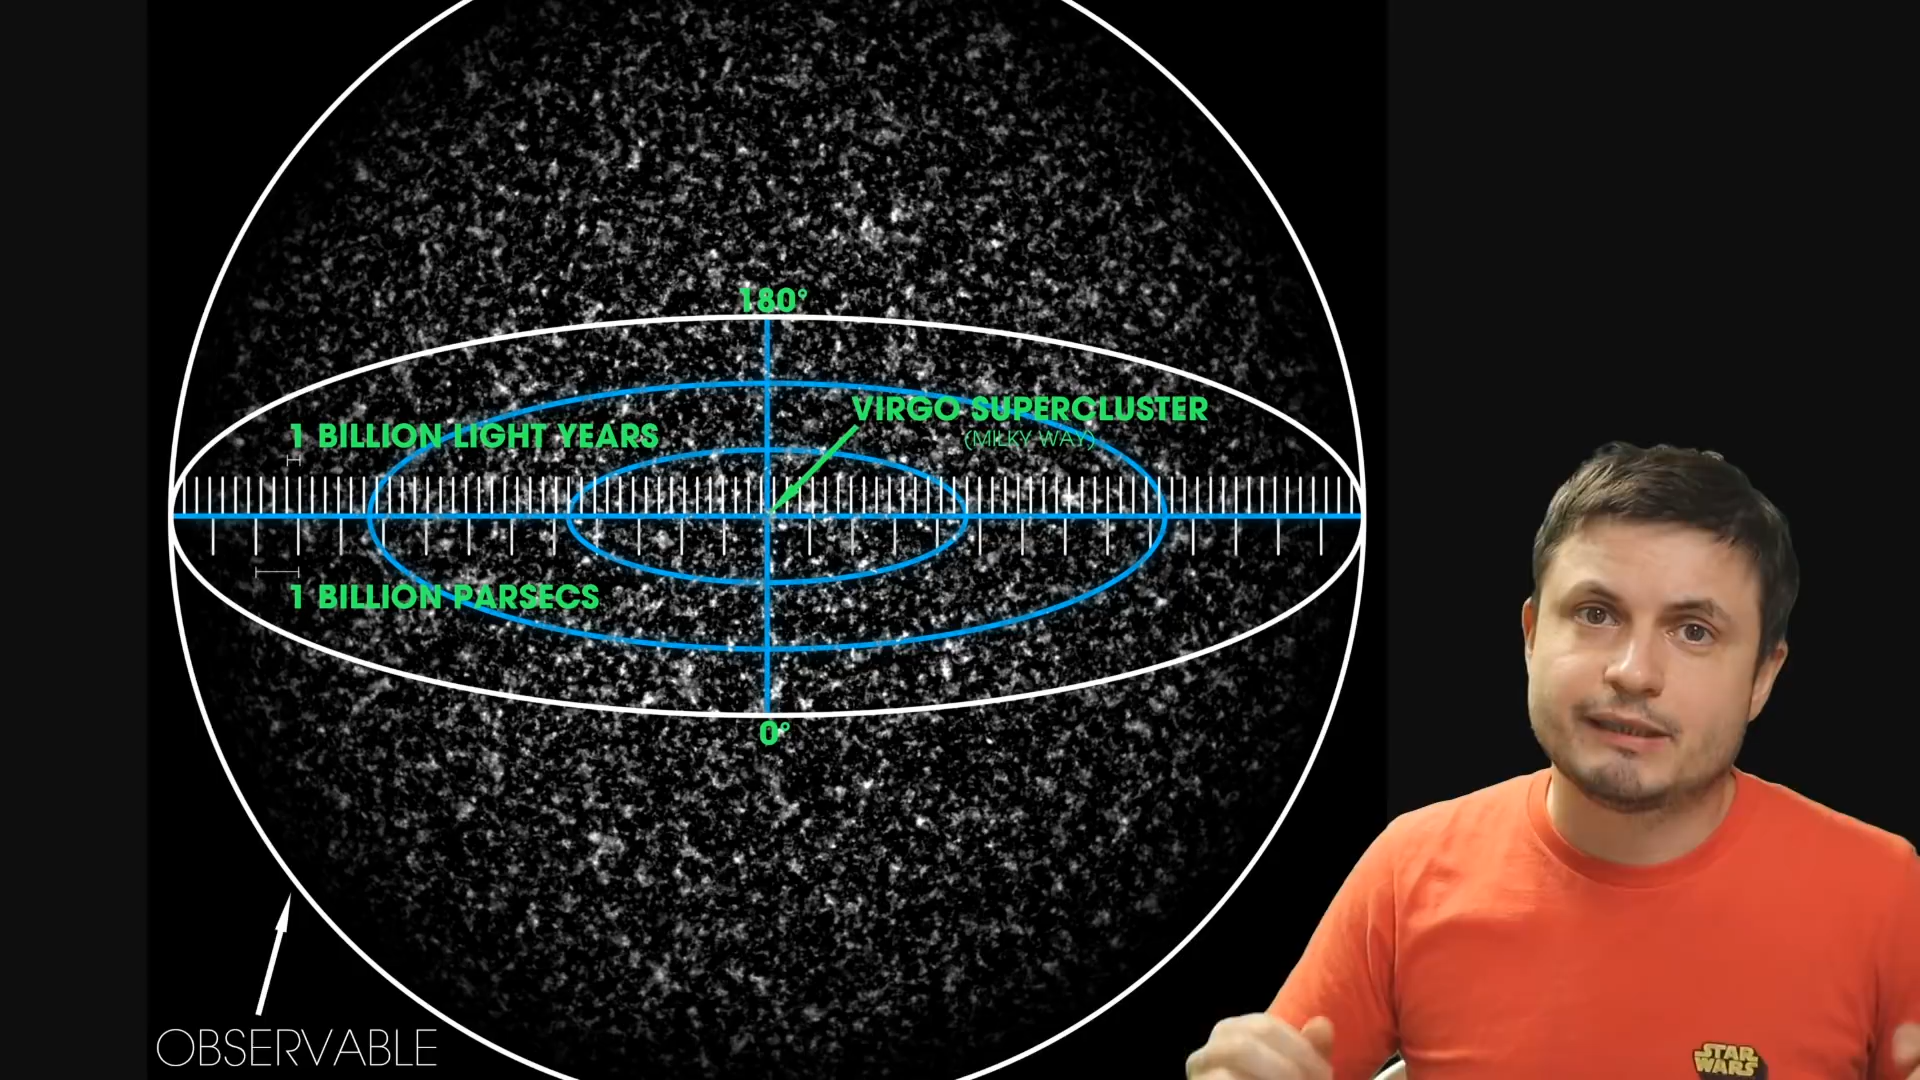 180°
VIRGO SUPERCLUSTER
(MILKY WAY)
1 BILLION LIGHT YEARS
1 BILLION PARSECS
0°
OBSERVABLE
STAR
WARS